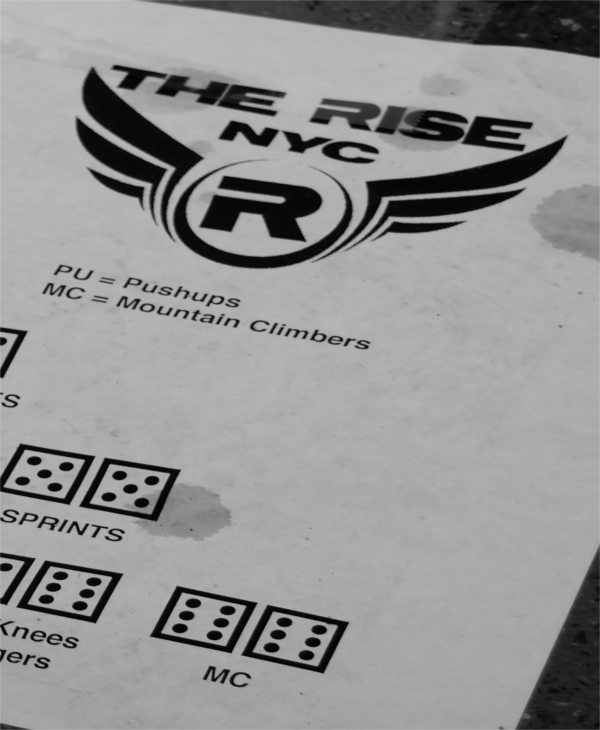 THE RISE
NYC
R
PU = Pushups
MC = Mountain Climbers
SPRINTS
Knees
MC